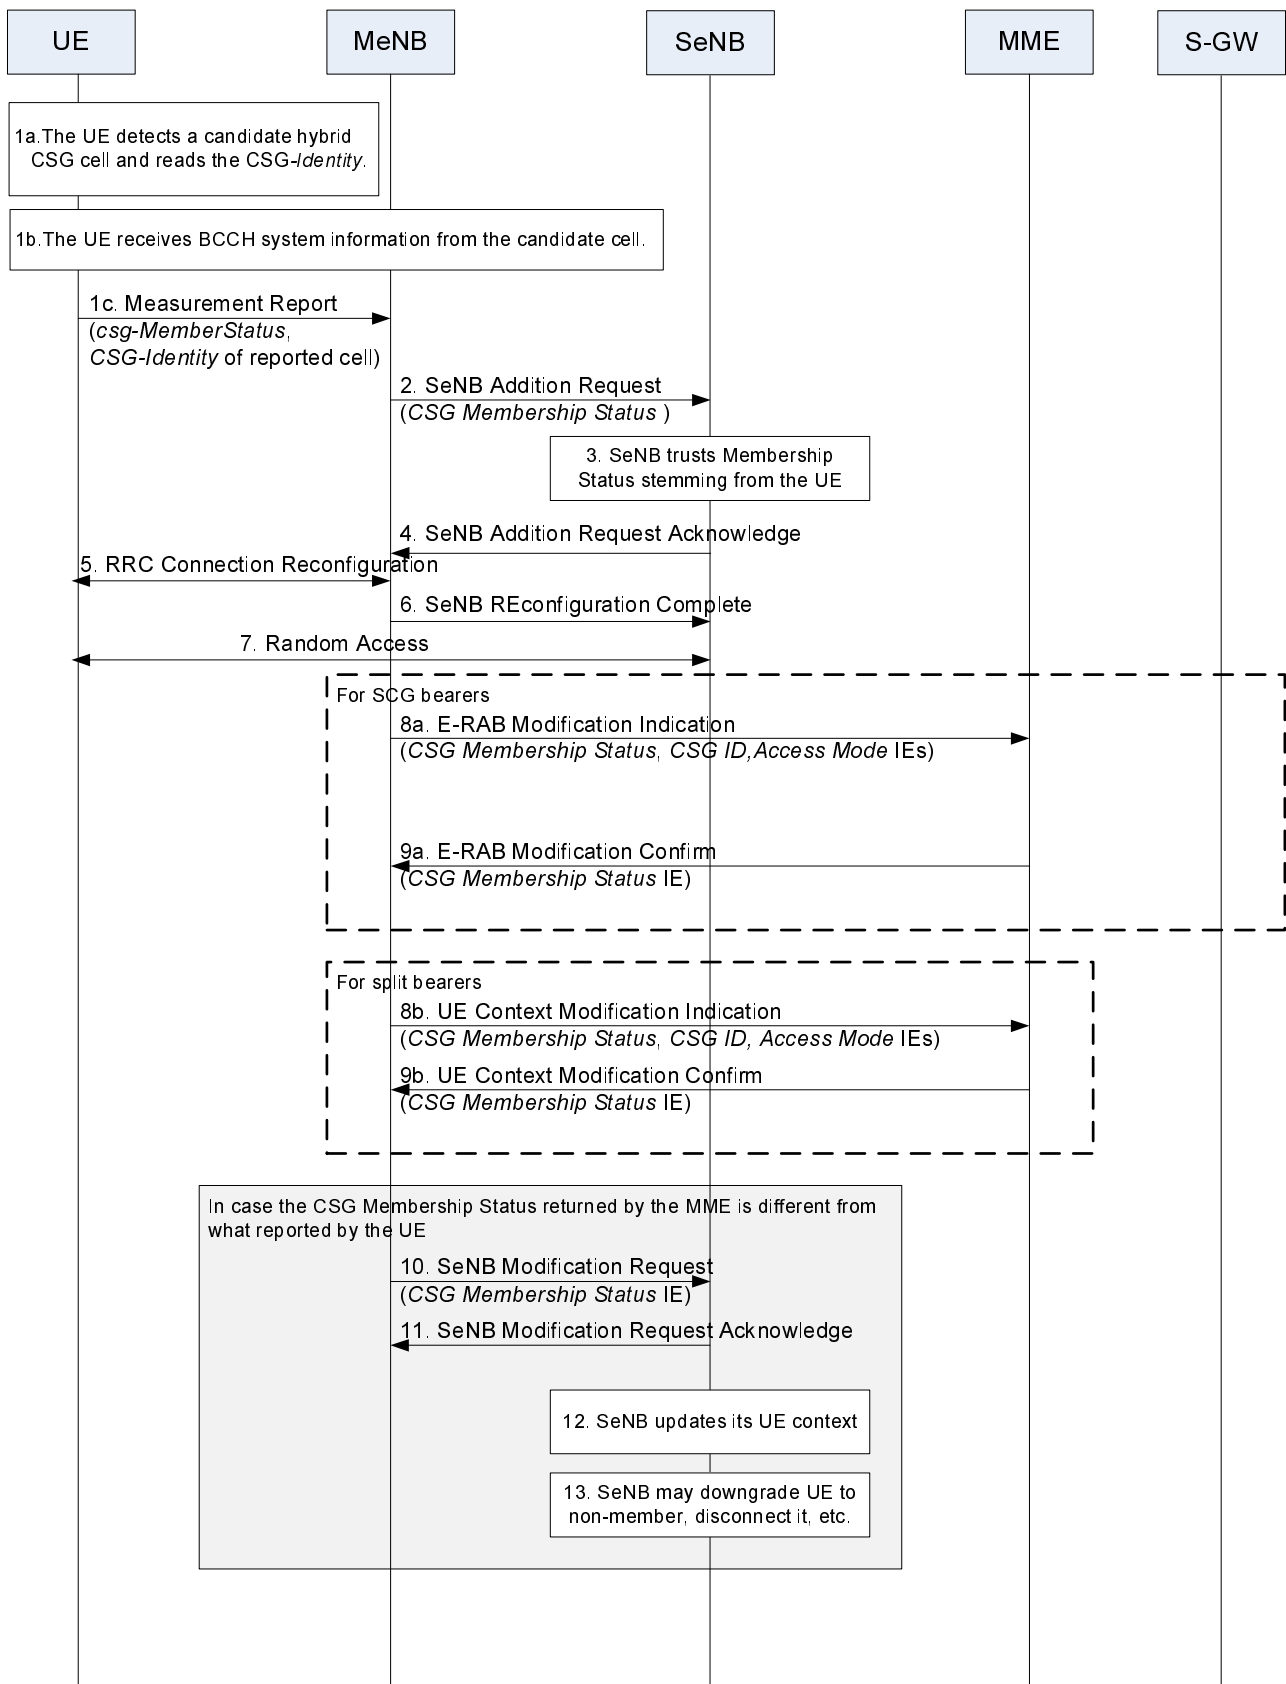 UE
MeNB
SeNB
MME
S-GW
1a.The UE detects a candidate hybrid
CSG cell and reads the CSG-Identity.
1b.The UE receives BCCH system information from the candidate cell.
1c. Measurement Report
(csg-MemberStatus,
CSG-Identity of reported cell)
2. SeNB Addition Request
(CSG Membership Status )
3. SeNB trusts Membership
Status stemming from the UE
4. SeNB Addition Request Acknowledge
5. RRC Connection Reconfiguration
6. SeNB REconfiguration Complete
7. Random Access
For SCG bearers
8a. E-RAB Modification Indication
(CSG Membership Status, CSG ID,Access Mode IEs)
9a. E-RAB Modification Confirm
(CSG Membership Status IE)
For split bearers
8b. UE Context Modification Indication
(CSG Membership Status, CSG ID, Access Mode IEs)
9b. UE Context Modification Confirm
(CSG Membership Status IE)
In case the CSG Membership Status returned by the MME is different from
what reported by the UE
10. SeNB Modification Request
(CSG Membership Status IE)
11. SeNB Modification Request Acknowledge
12. SeNB updates its UE context
13. SeNB may downgrade UE to
non-member, disconnect it, etc.